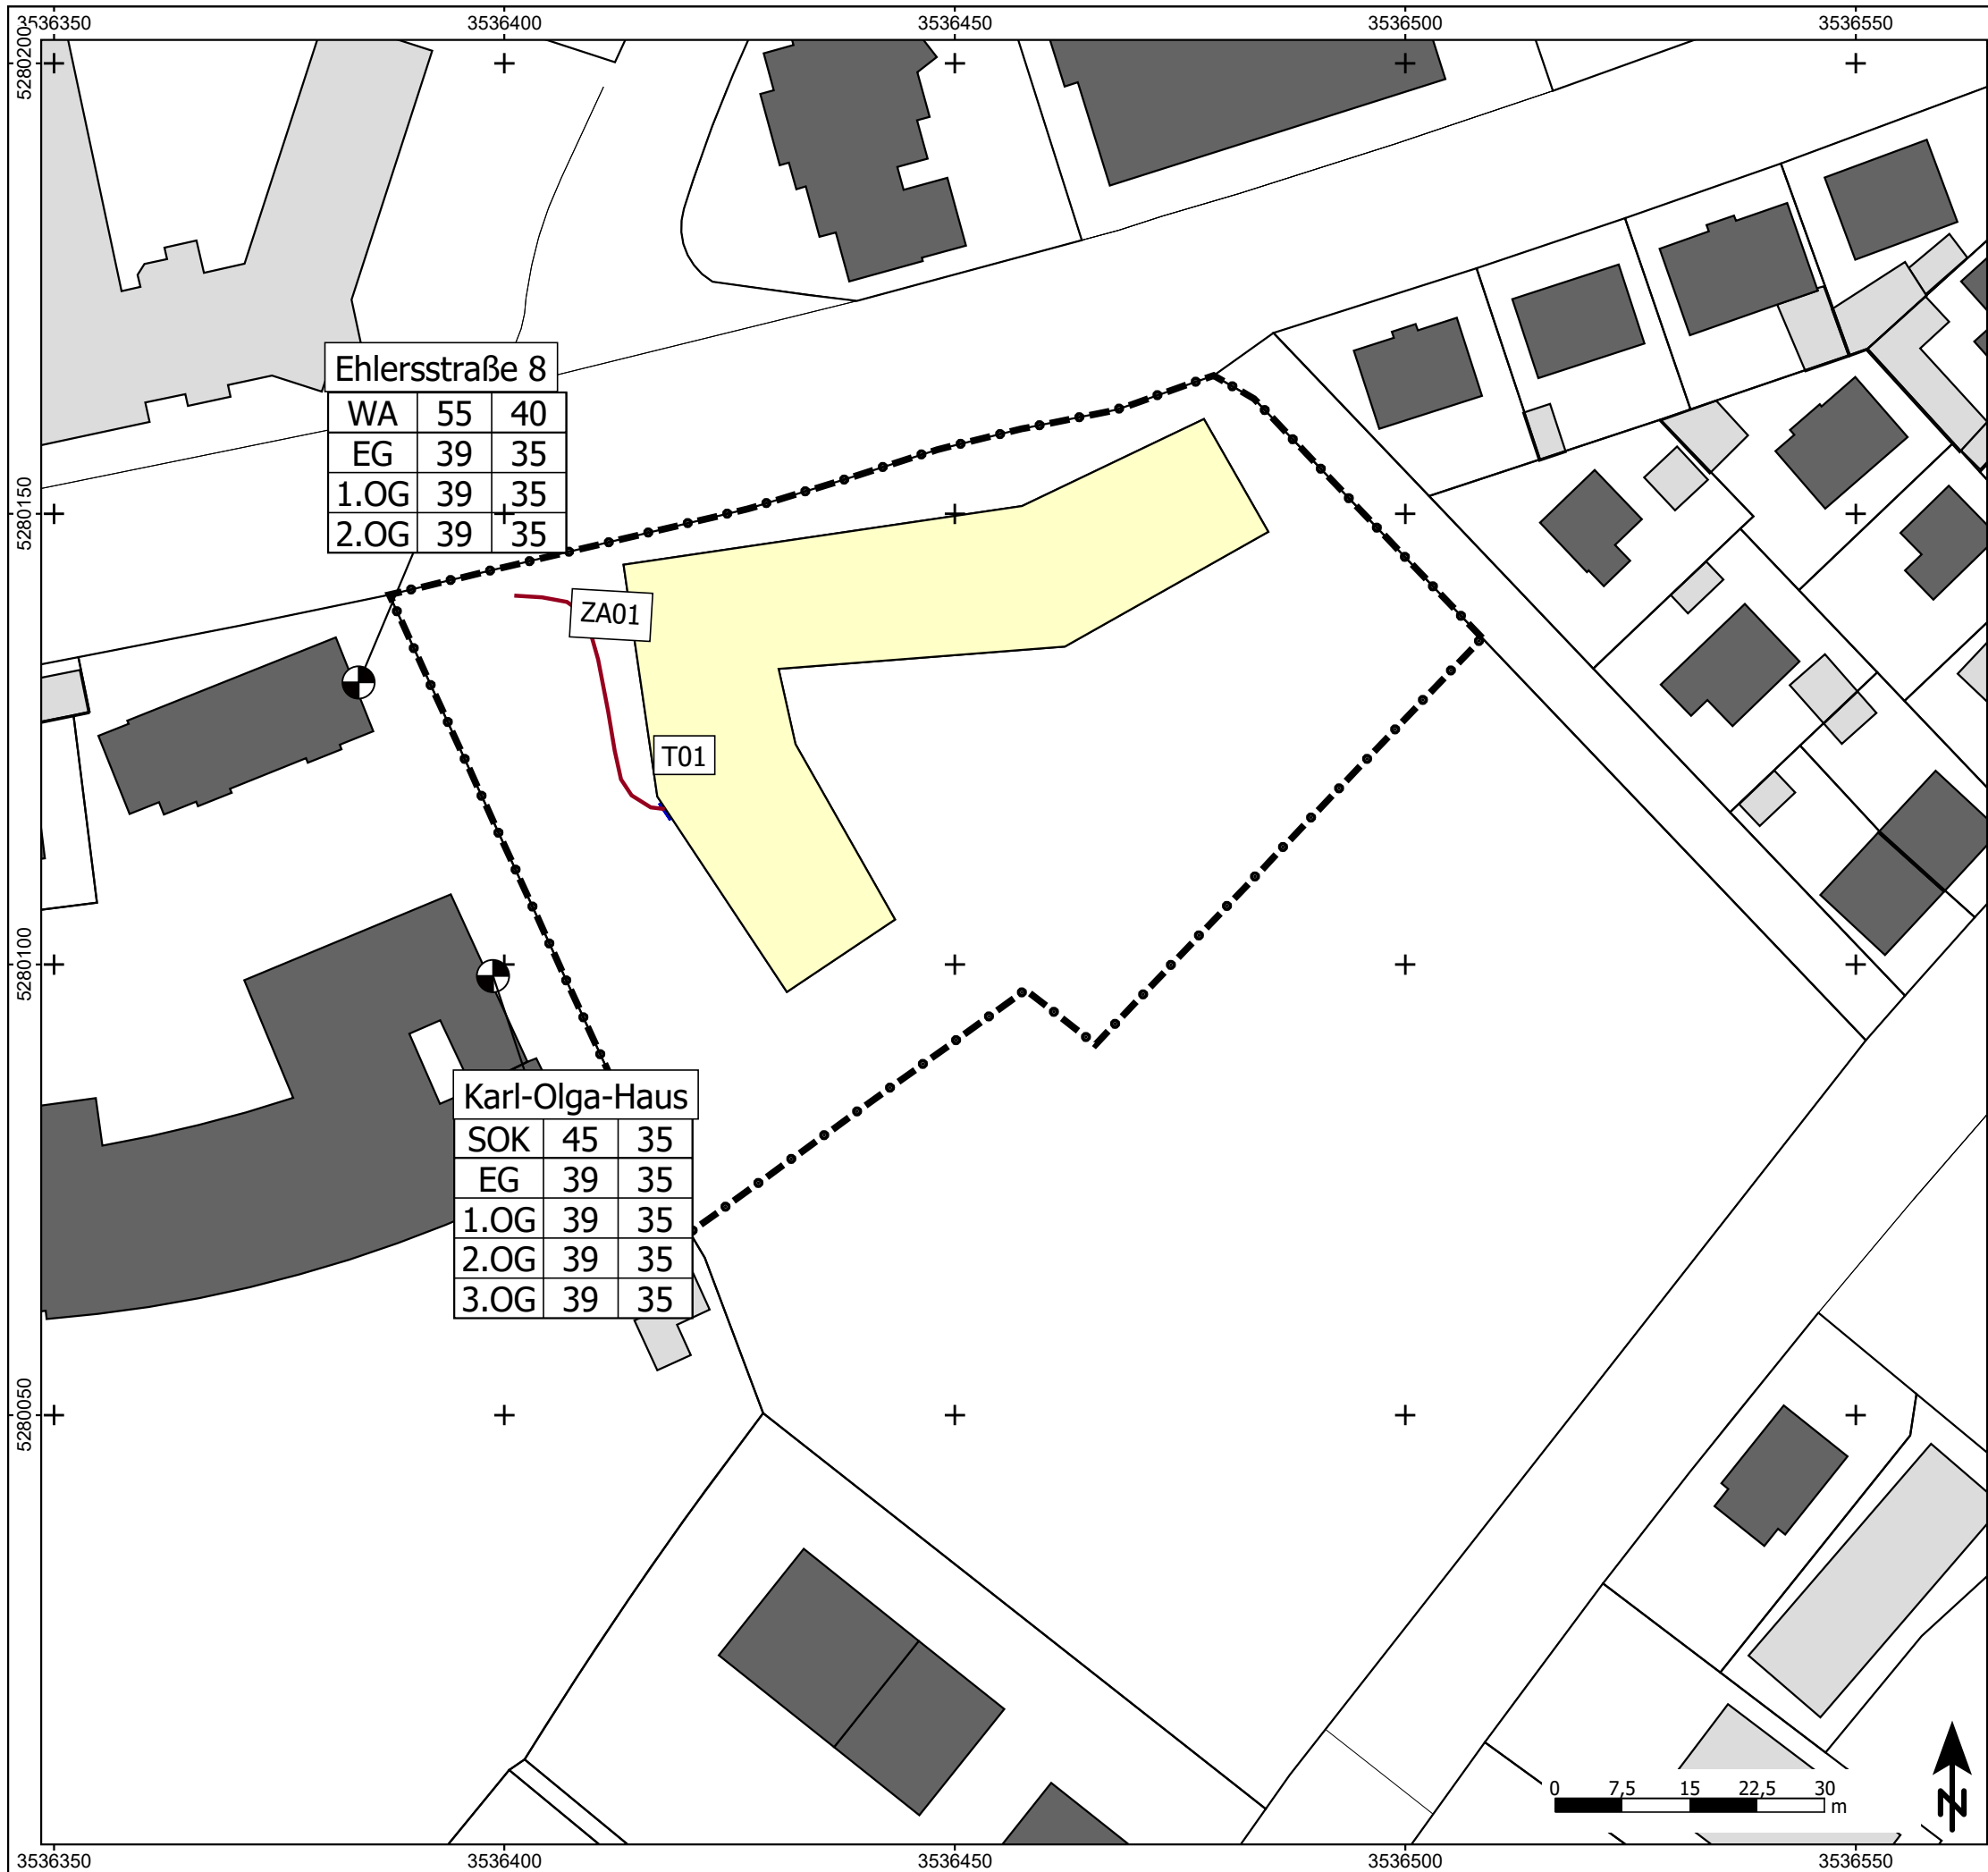 3536350 3536400 3536450 3536500 3536550
5280200
5280150
5280100
5280050
Ehlersstraße 8
WA 55 40
EG 39 35
1.OG 39 35
2.OG 39 35
ZA01
T01
Karl-Olga-Haus
SOK 45 35
EG 39 35
1.OG 39 35
2.OG 39 35
3.OG 39 35
0 7,5 15 22,5 30
m
N
3536350 3536400 3536450 3536500 3536550